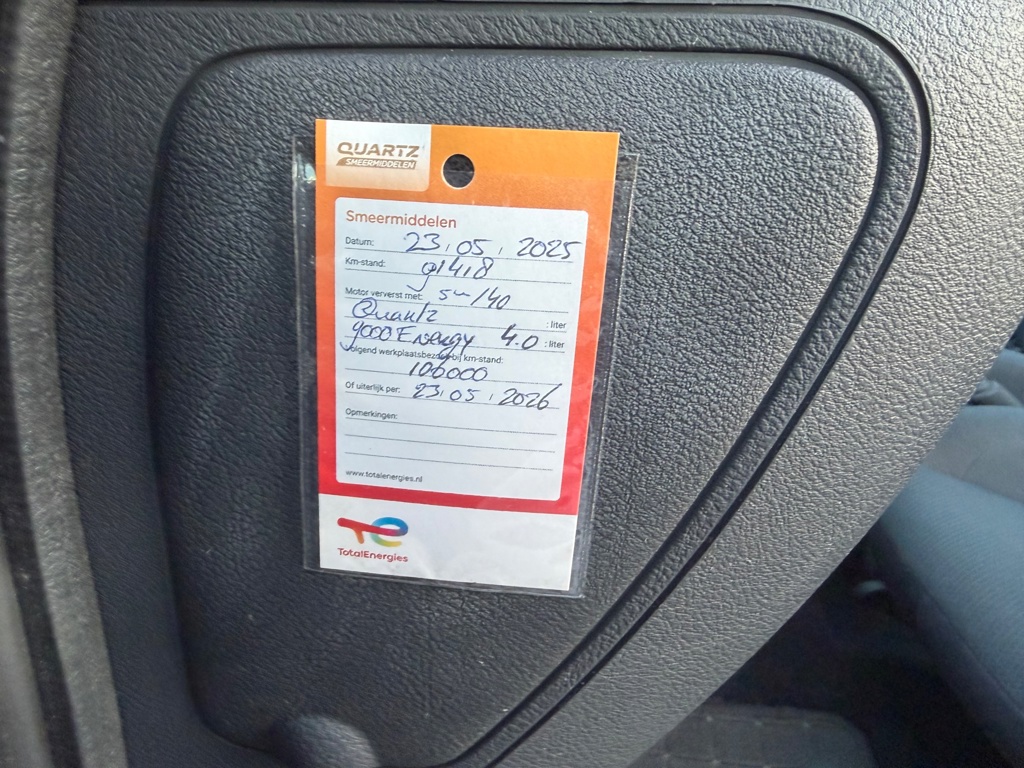 QUARTZ
SMEERMIDDELEN
Smeermiddelen
Datum: 23, 05, 2025
Km-stand: 91418
Motor ververst met: 5w/40
Quartz : liter
9000 Energy 4.0 : liter
Volgend werkplaatsbezoek bij km-stand:
106000
Of uiterlijk per: 23, 05, 2026
Opmerkingen:
www.totalenergies.nl
TotalEnergies